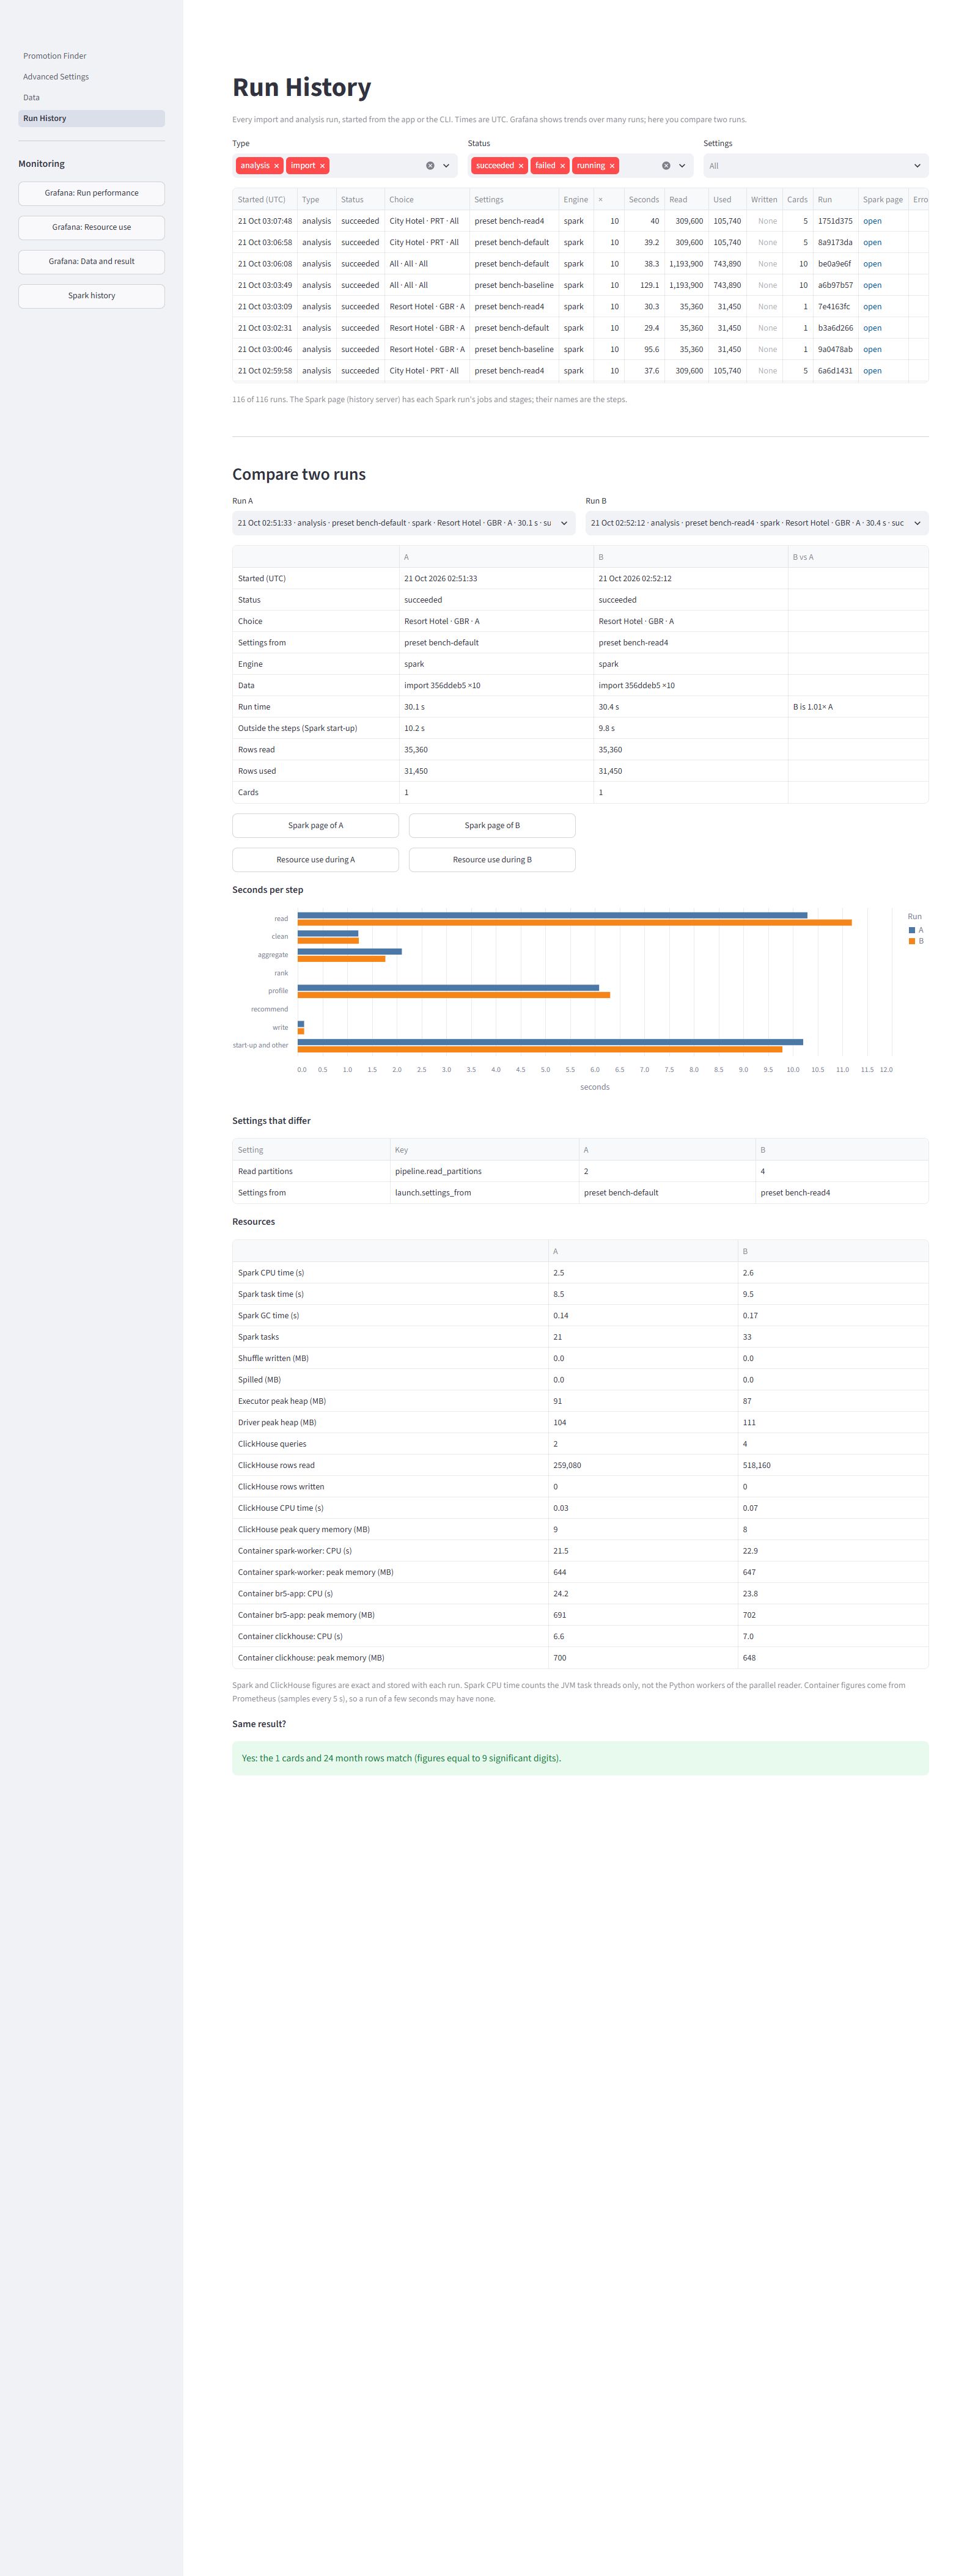 Promotion Finder
Advanced Settings
Data
Run History
Monitoring
Grafana: Run performance
Grafana: Resource use
Grafana: Data and result
Spark history
Run History
Every import and analysis run, started from the app or the CLI. Times are UTC. Grafana shows trends over many runs; here you compare two runs.
Type Status Settings
analysis × import × succeeded × failed × running × All
Started (UTC) Type Status Choice Settings Engine × Seconds Read Used Written Cards Run Spark page Erro
21 Oct 03:07:48 analysis succeeded City Hotel · PRT · All preset bench-read4 spark 10 40 309,600 105,740 None 5 1751d375 open
21 Oct 03:06:58 analysis succeeded City Hotel · PRT · All preset bench-default spark 10 39.2 309,600 105,740 None 5 8a9173da open
21 Oct 03:06:08 analysis succeeded All · All · All preset bench-default spark 10 38.3 1,193,900 743,890 None 10 be0a9e6f open
21 Oct 03:03:49 analysis succeeded All · All · All preset bench-baseline spark 10 129.1 1,193,900 743,890 None 10 a6b97b57 open
21 Oct 03:03:09 analysis succeeded Resort Hotel · GBR · A preset bench-read4 spark 10 30.3 35,360 31,450 None 1 7e4163fc open
21 Oct 03:02:31 analysis succeeded Resort Hotel · GBR · A preset bench-default spark 10 29.4 35,360 31,450 None 1 b3a6d266 open
21 Oct 03:00:46 analysis succeeded Resort Hotel · GBR · A preset bench-baseline spark 10 95.6 35,360 31,450 None 1 9a0478ab open
21 Oct 02:59:58 analysis succeeded City Hotel · PRT · All preset bench-read4 spark 10 37.6 309,600 105,740 None 5 6a6d1431 open
116 of 116 runs. The Spark page (history server) has each Spark run's jobs and stages; their names are the steps.
Compare two runs
Run A Run B
21 Oct 02:51:33 · analysis · preset bench-default · spark · Resort Hotel · GBR · A · 30.1 s · su 21 Oct 02:52:12 · analysis · preset bench-read4 · spark · Resort Hotel · GBR · A · 30.4 s · suc
A B B vs A
Started (UTC) 21 Oct 2026 02:51:33 21 Oct 2026 02:52:12
Status succeeded succeeded
Choice Resort Hotel · GBR · A Resort Hotel · GBR · A
Settings from preset bench-default preset bench-read4
Engine spark spark
Data import 356ddeb5 ×10 import 356ddeb5 ×10
Run time 30.1 s 30.4 s B is 1.01× A
Outside the steps (Spark start-up) 10.2 s 9.8 s
Rows read 35,360 35,360
Rows used 31,450 31,450
Cards 1 1
Spark page of A Spark page of B
Resource use during A Resource use during B
Seconds per step
read
clean
aggregate
rank
profile
recommend
write
start-up and other
0.0 0.5 1.0 1.5 2.0 2.5 3.0 3.5 4.0 4.5 5.0 5.5 6.0 6.5 7.0 7.5 8.0 8.5 9.0 9.5 10.0 10.5 11.0 11.5 12.0
seconds
Run
A
B
Settings that differ
Setting Key A B
Read partitions pipeline.read_partitions 2 4
Settings from launch.settings_from preset bench-default preset bench-read4
Resources
A B
Spark CPU time (s) 2.5 2.6
Spark task time (s) 8.5 9.5
Spark GC time (s) 0.14 0.17
Spark tasks 21 33
Shuffle written (MB) 0.0 0.0
Spilled (MB) 0.0 0.0
Executor peak heap (MB) 91 87
Driver peak heap (MB) 104 111
ClickHouse queries 2 4
ClickHouse rows read 259,080 518,160
ClickHouse rows written 0 0
ClickHouse CPU time (s) 0.03 0.07
ClickHouse peak query memory (MB) 9 8
Container spark-worker: CPU (s) 21.5 22.9
Container spark-worker: peak memory (MB) 644 647
Container br5-app: CPU (s) 24.2 23.8
Container br5-app: peak memory (MB) 691 702
Container clickhouse: CPU (s) 6.6 7.0
Container clickhouse: peak memory (MB) 700 648
Spark and ClickHouse figures are exact and stored with each run. Spark CPU time counts the JVM task threads only, not the Python workers of the parallel reader. Container figures come from
Prometheus (samples every 5 s), so a run of a few seconds may have none.
Same result?
Yes: the 1 cards and 24 month rows match (figures equal to 9 significant digits).